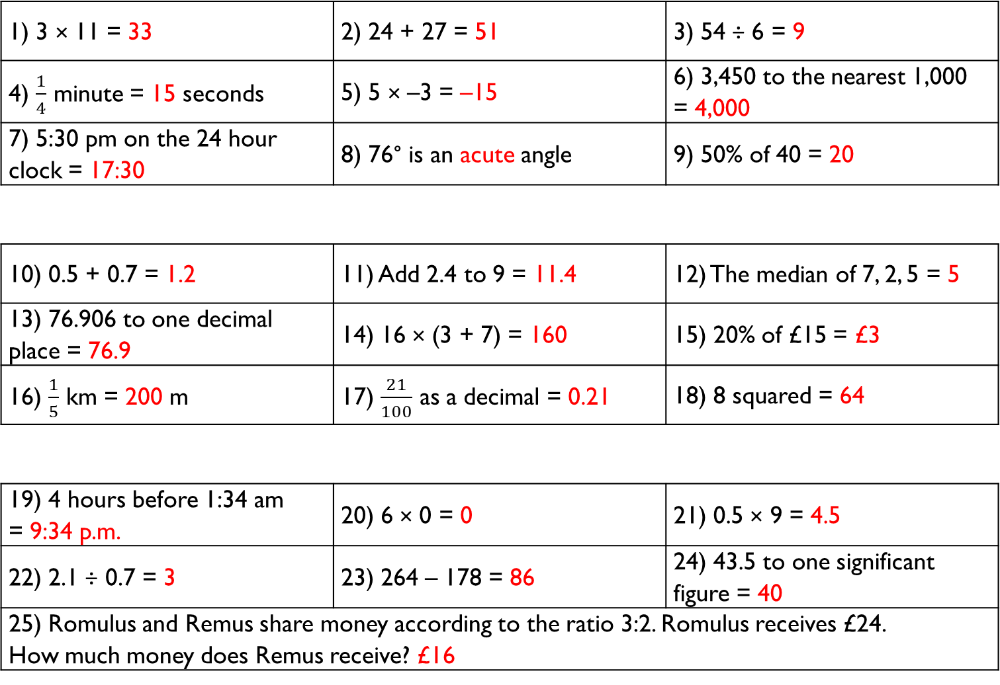 1) 3 × 11 = 33
2) 24 + 27 = 51
3) 54 ÷ 6 = 9
4) 1/4 minute = 15 seconds
5) 5 × –3 = –15
6) 3,450 to the nearest 1,000
= 4,000
7) 5:30 pm on the 24 hour
clock = 17:30
8) 76° is an acute angle
9) 50% of 40 = 20
10) 0.5 + 0.7 = 1.2
11) Add 2.4 to 9 = 11.4
12) The median of 7, 2, 5 = 5
13) 76.906 to one decimal
place = 76.9
14) 16 × (3 + 7) = 160
15) 20% of £15 = £3
16) 1/5 km = 200 m
17) 21/100 as a decimal = 0.21
18) 8 squared = 64
19) 4 hours before 1:34 am
= 9:34 p.m.
20) 6 × 0 = 0
21) 0.5 × 9 = 4.5
22) 2.1 ÷ 0.7 = 3
23) 264 – 178 = 86
24) 43.5 to one significant
figure = 40
25) Romulus and Remus share money according to the ratio 3:2. Romulus receives £24.
How much money does Remus receive? £16